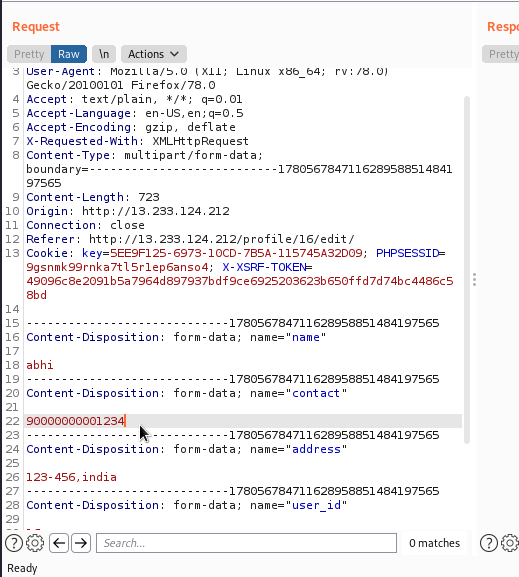 Request
Respo
Pretty Raw \n Actions
Pretty
3 User-Agent: Mozilla/5.0 (X11; Linux x86_64; rv:78.0)
Gecko/20100101 Firefox/78.0
4 Accept: text/plain, */*; q=0.01
5 Accept-Language: en-US,en;q=0.5
6 Accept-Encoding: gzip, deflate
7 X-Requested-With: XMLHttpRequest
8 Content-Type: multipart/form-data;
boundary=---------------------------1780567847116289588514841
97565
9 Content-Length: 723
10 Origin: http://13.233.124.212
11 Connection: close
12 Referer: http://13.233.124.212/profile/16/edit/
13 Cookie: key=5EE9F125-6973-10CD-7B5A-115745A32D09; PHPSESSID=
9gsnmk99rnka7tl5r1ep6anso4; X-XSRF-TOKEN=
49096c8e2091b5a7964d897937bdf9ce6925203623b650ffd7d74bc4486c5
8bd
14
15 -----------------------------178056784711628958851484197565
16 Content-Disposition: form-data; name="name"
17
18 abhi
19 -----------------------------178056784711628958851484197565
20 Content-Disposition: form-data; name="contact"
21
22 90000000001234
23 -----------------------------178056784711628958851484197565
24 Content-Disposition: form-data; name="address"
25
26 123-456,india
27 -----------------------------178056784711628958851484197565
28 Content-Disposition: form-data; name="user_id"
29
Search...
0 matches
Ready